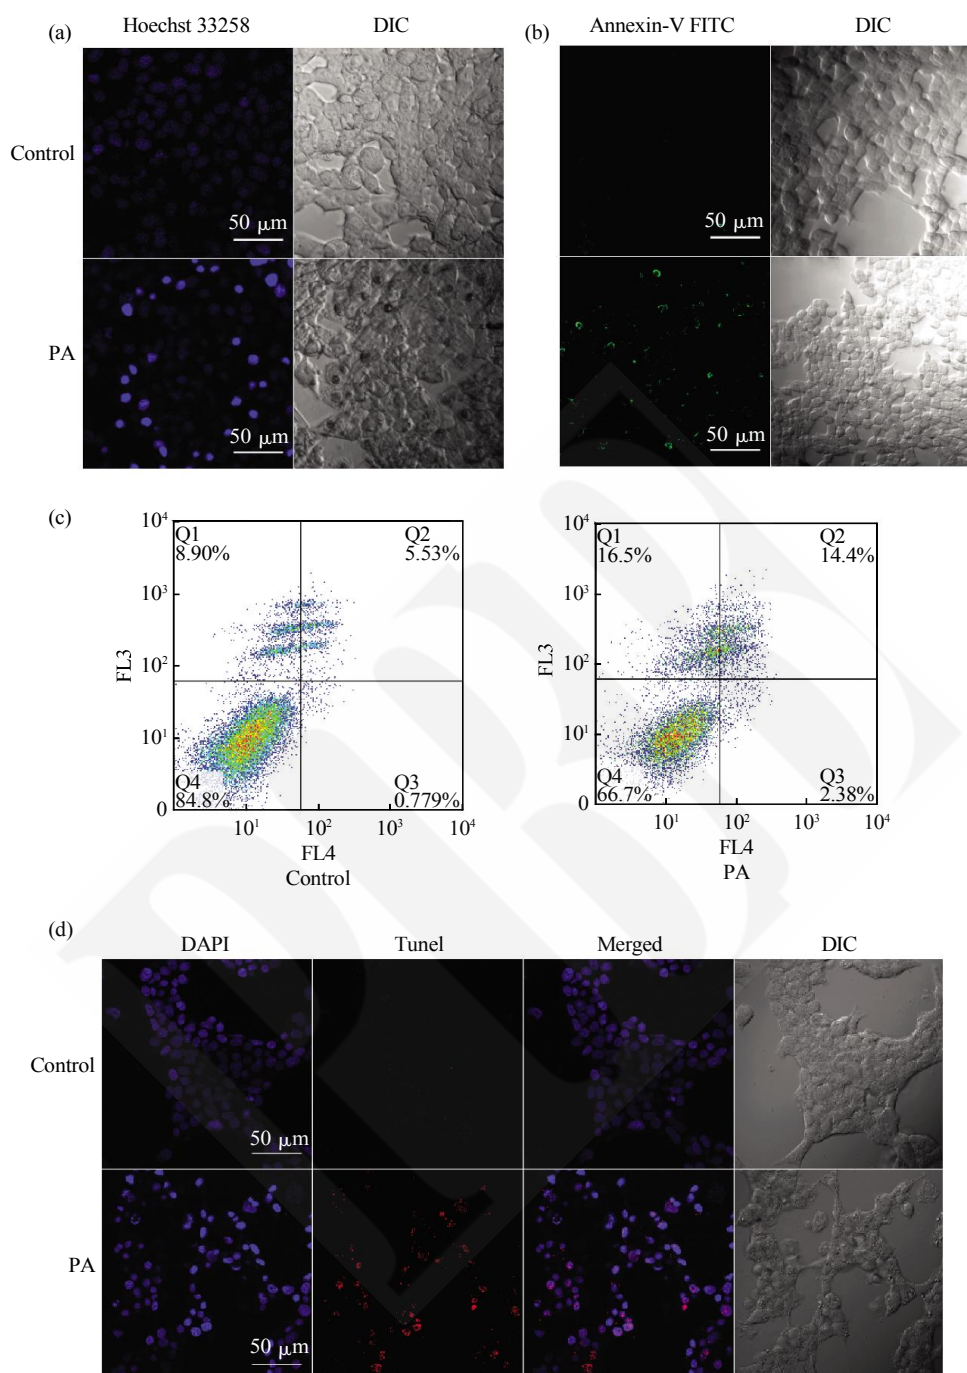 (a)
Hoechst 33258
DIC
(b)
Annexin-V FITC
DIC
Control
50 μm
50 μm
PA
50 μm
50 μm
(c)
10⁴
Q1
8.90%
Q2
5.53%
10³
FL3
10²
10¹
Q4
84.8%
Q3
0.779%
0
10¹
10²
10³
10⁴
FL4
Control
10⁴
Q1
16.5%
Q2
14.4%
10³
FL3
10²
10¹
Q4
66.7%
Q3
2.38%
0
10¹
10²
10³
10⁴
FL4
PA
(d)
DAPI
Tunel
Merged
DIC
Control
50 μm
PA
50 μm